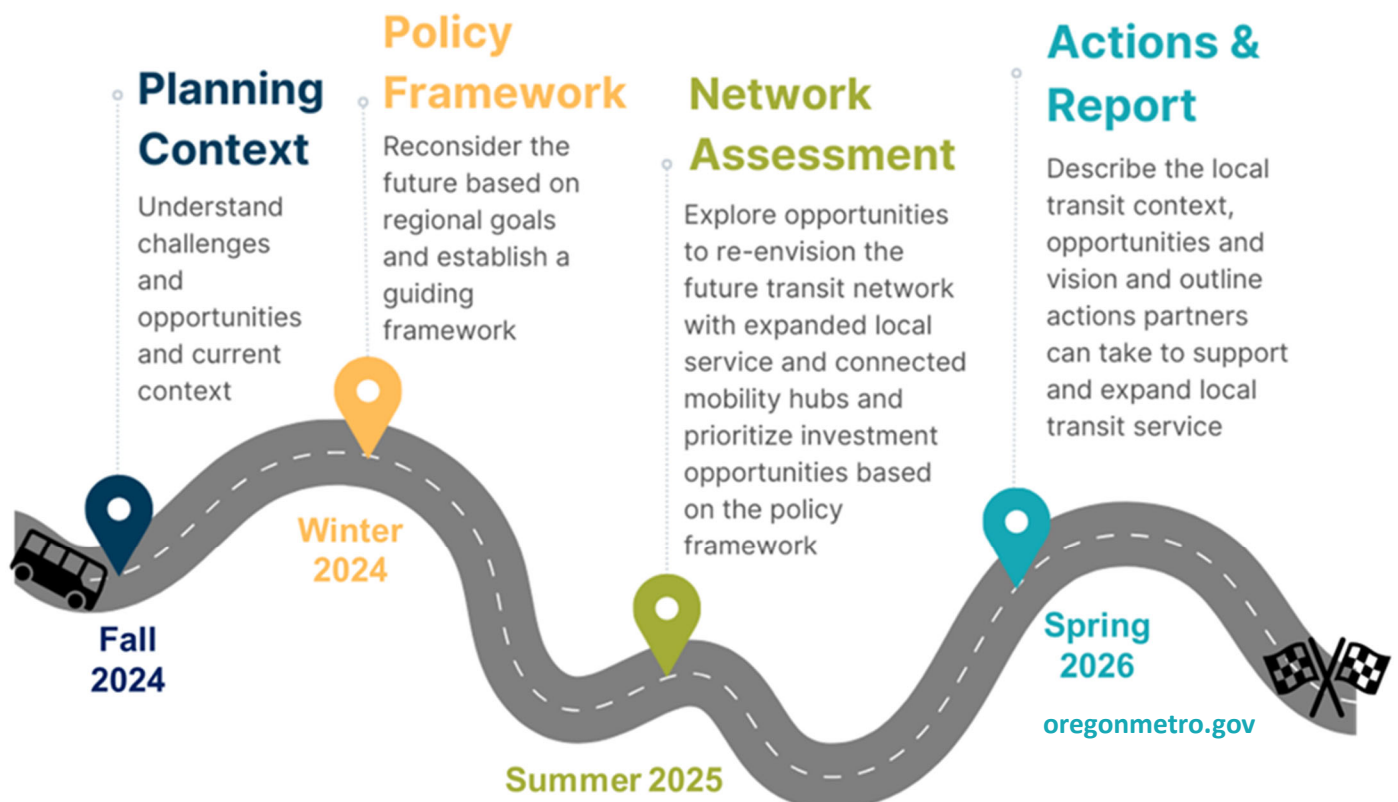 Planning
Context
Understand
challenges
and
opportunities
and current
context
Fall
2024
Policy
Framework
Reconsider the
future based on
regional goals
and establish a
guiding
framework
Winter
2024
Network
Assessment
Explore opportunities
to re-envision the
future transit network
with expanded local
service and connected
mobility hubs and
prioritize investment
opportunities based
on the policy
framework
Summer 2025
Actions &
Report
Describe the local
transit context,
opportunities and
vision and outline
actions partners
can take to support
and expand local
transit service
Spring
2026
oregonmetro.gov